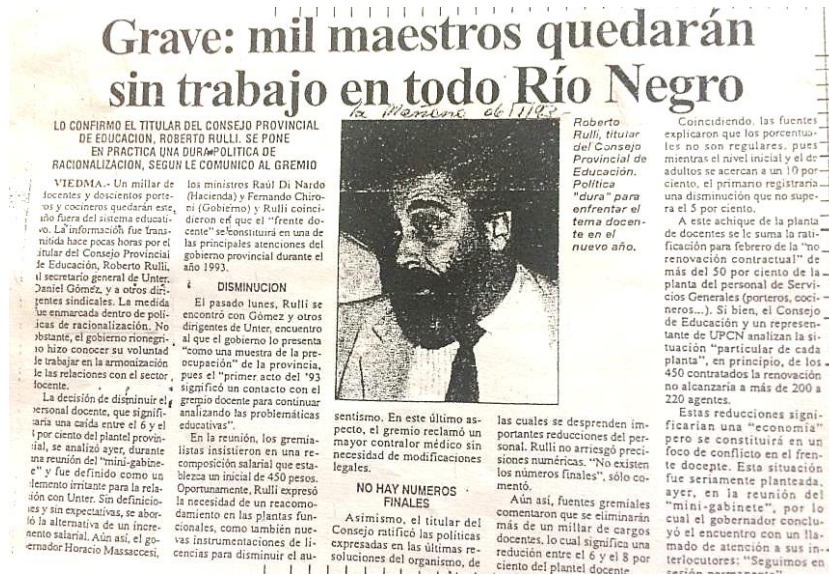 Grave: mil maestros quedarán
sin trabajo en todo Río Negro
La Mañana 06/1/93
LO CONFIRMO EL TITULAR DEL CONSEJO PROVINCIAL
DE EDUCACION, ROBERTO RULLI. SE PONE
EN PRACTICA UNA DURA POLITICA DE
RACIONALIZACION, SEGUN LE COMUNICO AL GREMIO
VIEDMA.- Un millar de
docentes y doscientos porte-
ros y cocineros quedarán este
año fuera del sistema educati-
vo. La información fue trans-
mitida hace pocas horas por el
titular del Consejo Provincial
de Educación, Roberto Rulli,
al secretario general de Unter,
Daniel Gómez, y a otros diri-
gentes sindicales. La medida
fue enmarcada dentro de polí-
ticas de racionalización. No
obstante, el gobierno rionegri-
no hizo conocer su voluntad
de trabajar en la armonización
de las relaciones con el sector
docente.
La decisión de disminuir el
personal docente, que signifi-
caría una caída entre el 6 y el
por ciento del plantel provin-
cial, se analizó ayer, durante
una reunión del "mini-gabine-
te" y fue definido como un
elemento irritante para la rela-
ción con Unter. Sin definicio-
nes y sin expectativas, se abor-
dó la alternativa de un incre-
mento salarial. Aún así, el go-
bernador Horacio Massaccesi,
los ministros Raúl Di Nardo
(Hacienda) y Fernando Chiro-
ni (Gobierno) y Rulli coinci-
dieron en que el "frente do-
cente" se constituirá en una de
las principales atenciones del
gobierno provincial durante el
año 1993.
DISMINUCION
El pasado lunes, Rulli se
encontró con Gómez y otros
dirigentes de Unter, encuentro
al que el gobierno lo presenta
"como una muestra de la pre-
ocupación" de la provincia,
pues el "primer acto del '93
significó un contacto con el
gremio docente para continuar
analizando las problemáticas
educativas".
En la reunión, los gremia-
listas insistieron en una re-
composición salarial que esta-
blezca un inicial de 450 pesos.
Oportunamente, Rulli expresó
la necesidad de un reacomo-
damiento en las plantas fun-
cionales, como también nue-
vas instrumentaciones de li-
cencias para disminuir el au-
sentismo. En este último as-
pecto, el gremio reclamó un
mayor contralor médico sin
necesidad de modificaciones
legales.
NO HAY NUMEROS
FINALES
Asimismo, el titular del
Consejo ratificó las políticas
expresadas en las últimas re-
soluciones del organismo, de
las cuales se desprenden im-
portantes reducciones del per-
sonal. Rulli no arriesgó preci-
siones numéricas. "No existen
los números finales", sólo co-
mentó.
Aún así, fuentes gremiales
comentaron que se eliminarán
más de un millar de cargos
docentes, lo cual significa una
redución entre el 6 y el 8 por
ciento del plantel docente.
Roberto
Rulli, titular
del Consejo
Provincial de
Educación.
Política
"dura" para
enfrentar el
tema docen-
te en el
nuevo año.
Coincidiendo, las fuentes
explicaron que los porcentua-
les no son regulares, pues
mientras el nivel inicial y el de
adultos se acercan a un 10 por
ciento, el primario registraría
una disminución que no supe-
ra el 5 por ciento.
A este achique de la planta
de docentes se le suma la rati-
ficación para febrero de la "no
renovación contractual" de
más del 50 por ciento de la
planta del personal de Servi-
cios Generales (porteros, coci-
neros...). Si bien, el Consejo
de Educación y un represen-
tante de UPCN analizan la si-
tuación "particular de cada
planta", en principio, de los
450 contratados la renovación
no alcanzaría a más de 200 a
220 agentes.
Estas reducciones signi-
ficarían una "economía"
pero se constituirá en un
foco de conflicto en el fren-
te docente. Esta situación
fue seriamente planteada,
ayer, en la reunión del
"mini-gabinete", por lo
cual el gobernador conclu-
yó el encuentro con un lla-
mado de atención a sus in-
terlocutores: "Seguimos en